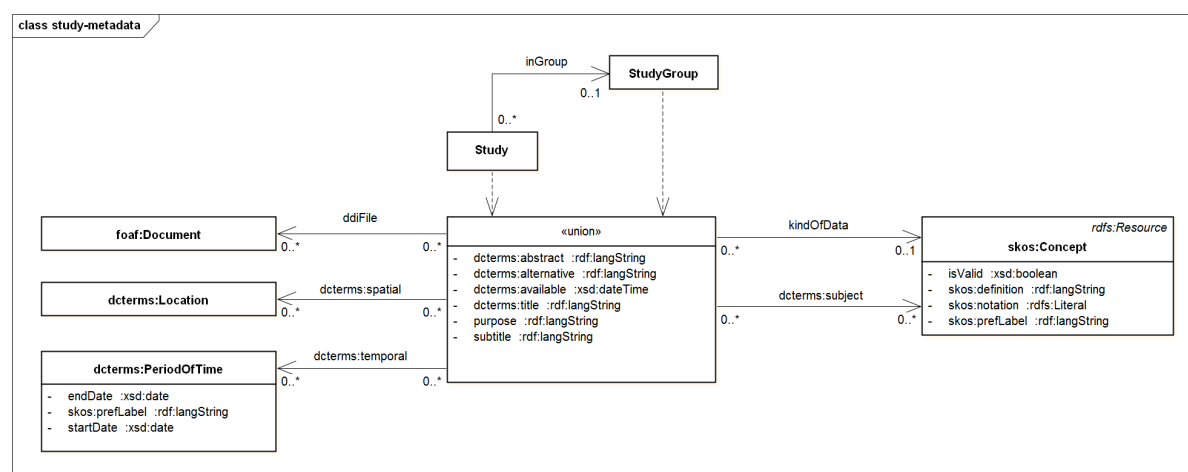 class study-metadata
inGroup
StudyGroup
0..1
0..*
Study
ddiFile
foaf:Document
0..*
0..*
dcterms:spatial
dcterms:Location
0..*
0..*
dcterms:temporal
dcterms:PeriodOfTime
0..*
0..*
- endDate :xsd:date
- skos:prefLabel :rdf:langString
- startDate :xsd:date
«union»
- dcterms:abstract :rdf:langString
- dcterms:alternative :rdf:langString
- dcterms:available :xsd:dateTime
- dcterms:title :rdf:langString
- purpose :rdf:langString
- subtitle :rdf:langString
kindOfData
0..*
0..1
dcterms:subject
0..*
0..*
rdfs:Resource
skos:Concept
- isValid :xsd:boolean
- skos:definition :rdf:langString
- skos:notation :rdfs:Literal
- skos:prefLabel :rdf:langString